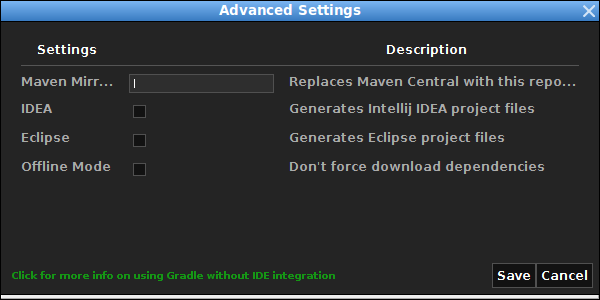 Advanced Settings
Settings Description
Maven Mirr... Replaces Maven Central with this repo...
IDEA Generates Intellij IDEA project files
Eclipse Generates Eclipse project files
Offline Mode Don't force download dependencies
Click for more info on using Gradle without IDE integration
Save Cancel